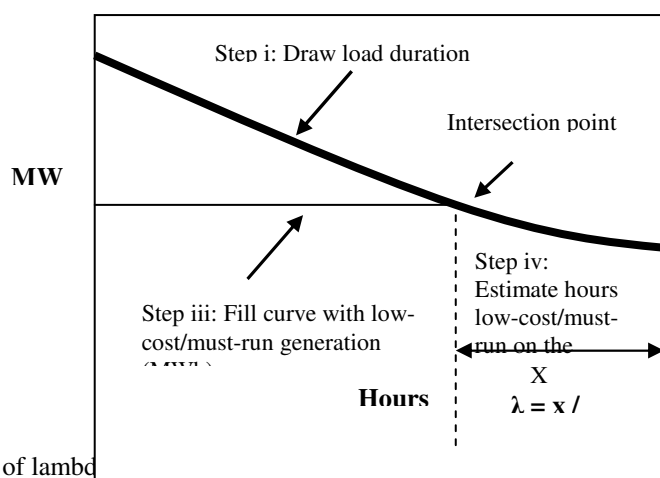 Step i: Draw load duration
Intersection point
MW
Step iv:
Estimate hours
low-cost/must-
run on the
Step iii: Fill curve with low-
cost/must-run generation
(MWh)
X
Hours
λ = x /
of lambd